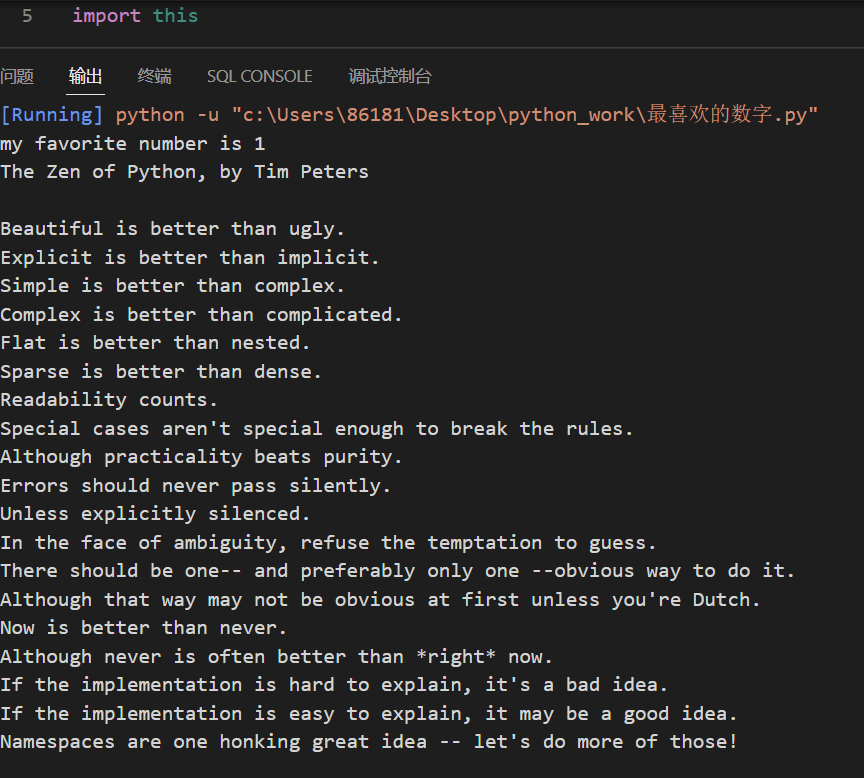 5 import this
问题 输出 终端 SQL CONSOLE 调试控制台
[Running] python -u "c:\Users\86181\Desktop\python_work\最喜欢的数字.py"
my favorite number is 1
The Zen of Python, by Tim Peters
Beautiful is better than ugly.
Explicit is better than implicit.
Simple is better than complex.
Complex is better than complicated.
Flat is better than nested.
Sparse is better than dense.
Readability counts.
Special cases aren't special enough to break the rules.
Although practicality beats purity.
Errors should never pass silently.
Unless explicitly silenced.
In the face of ambiguity, refuse the temptation to guess.
There should be one-- and preferably only one --obvious way to do it.
Although that way may not be obvious at first unless you're Dutch.
Now is better than never.
Although never is often better than *right* now.
If the implementation is hard to explain, it's a bad idea.
If the implementation is easy to explain, it may be a good idea.
Namespaces are one honking great idea -- let's do more of those!